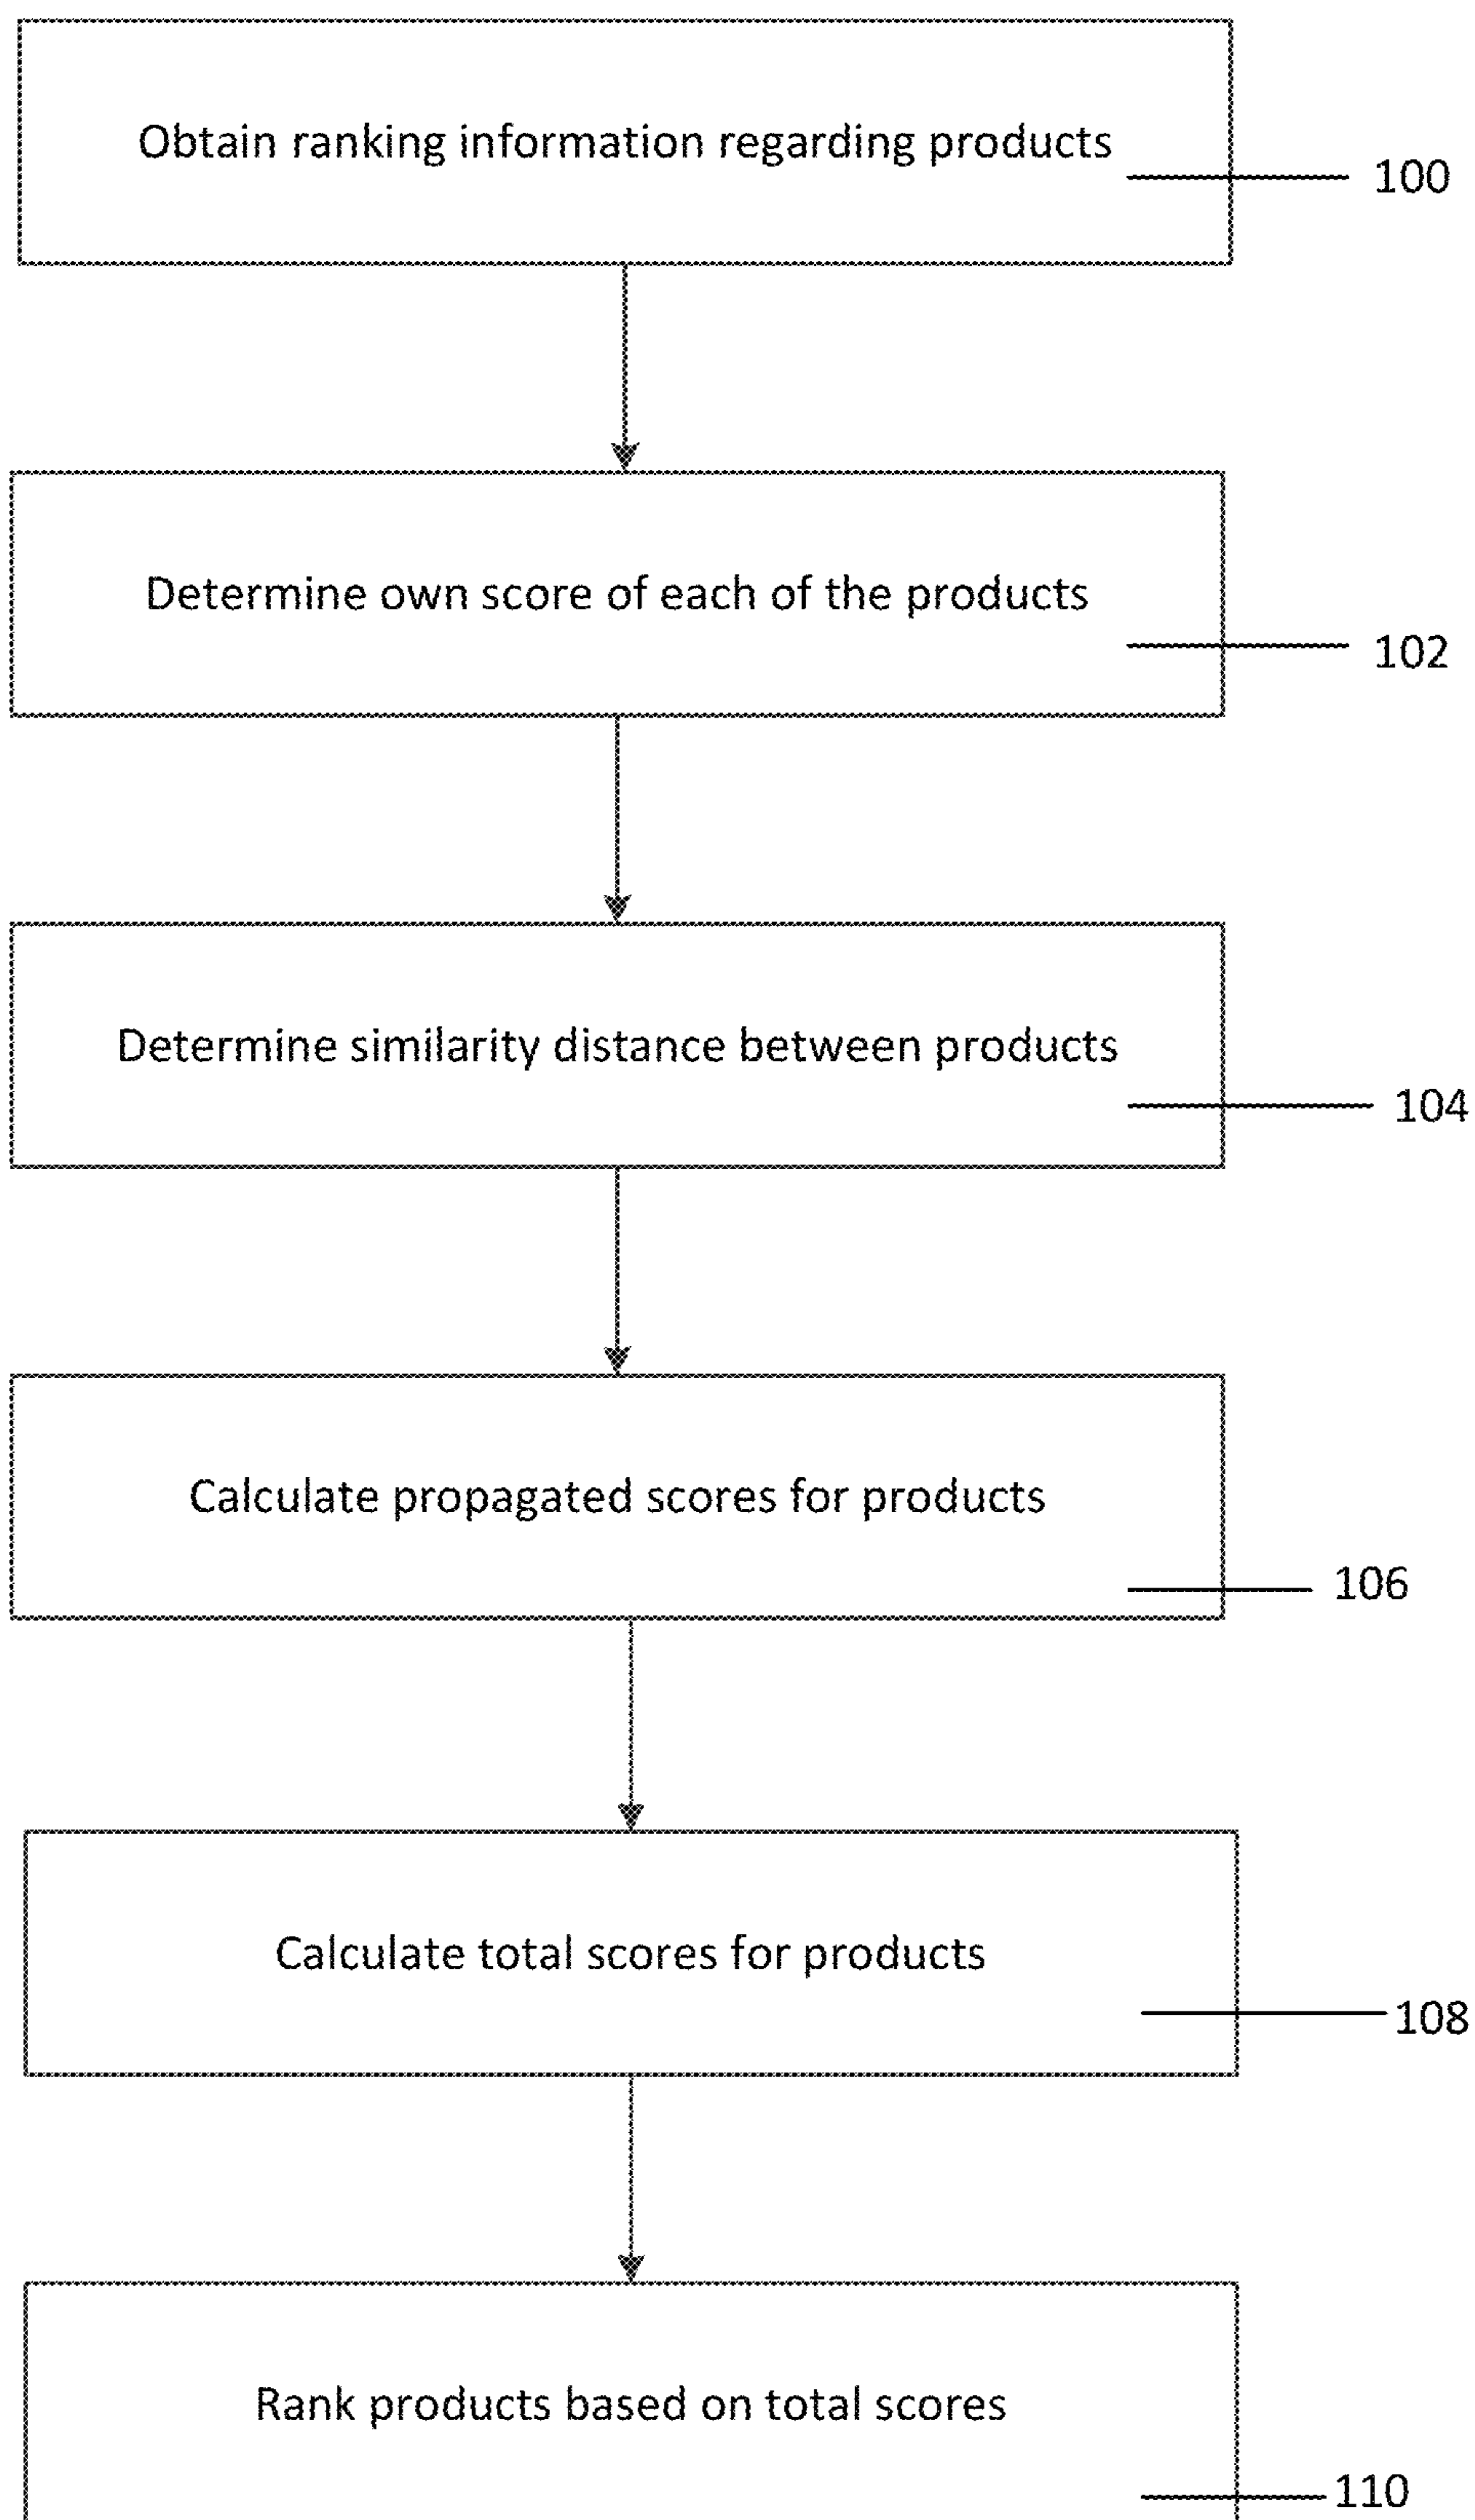 Obtain ranking information regarding products
100
Determine own score of each of the products
102
Determine similarity distance between products
104
Calculate propagated scores for products
106
Calculate total scores for products
108
Rank products based on total scores
110